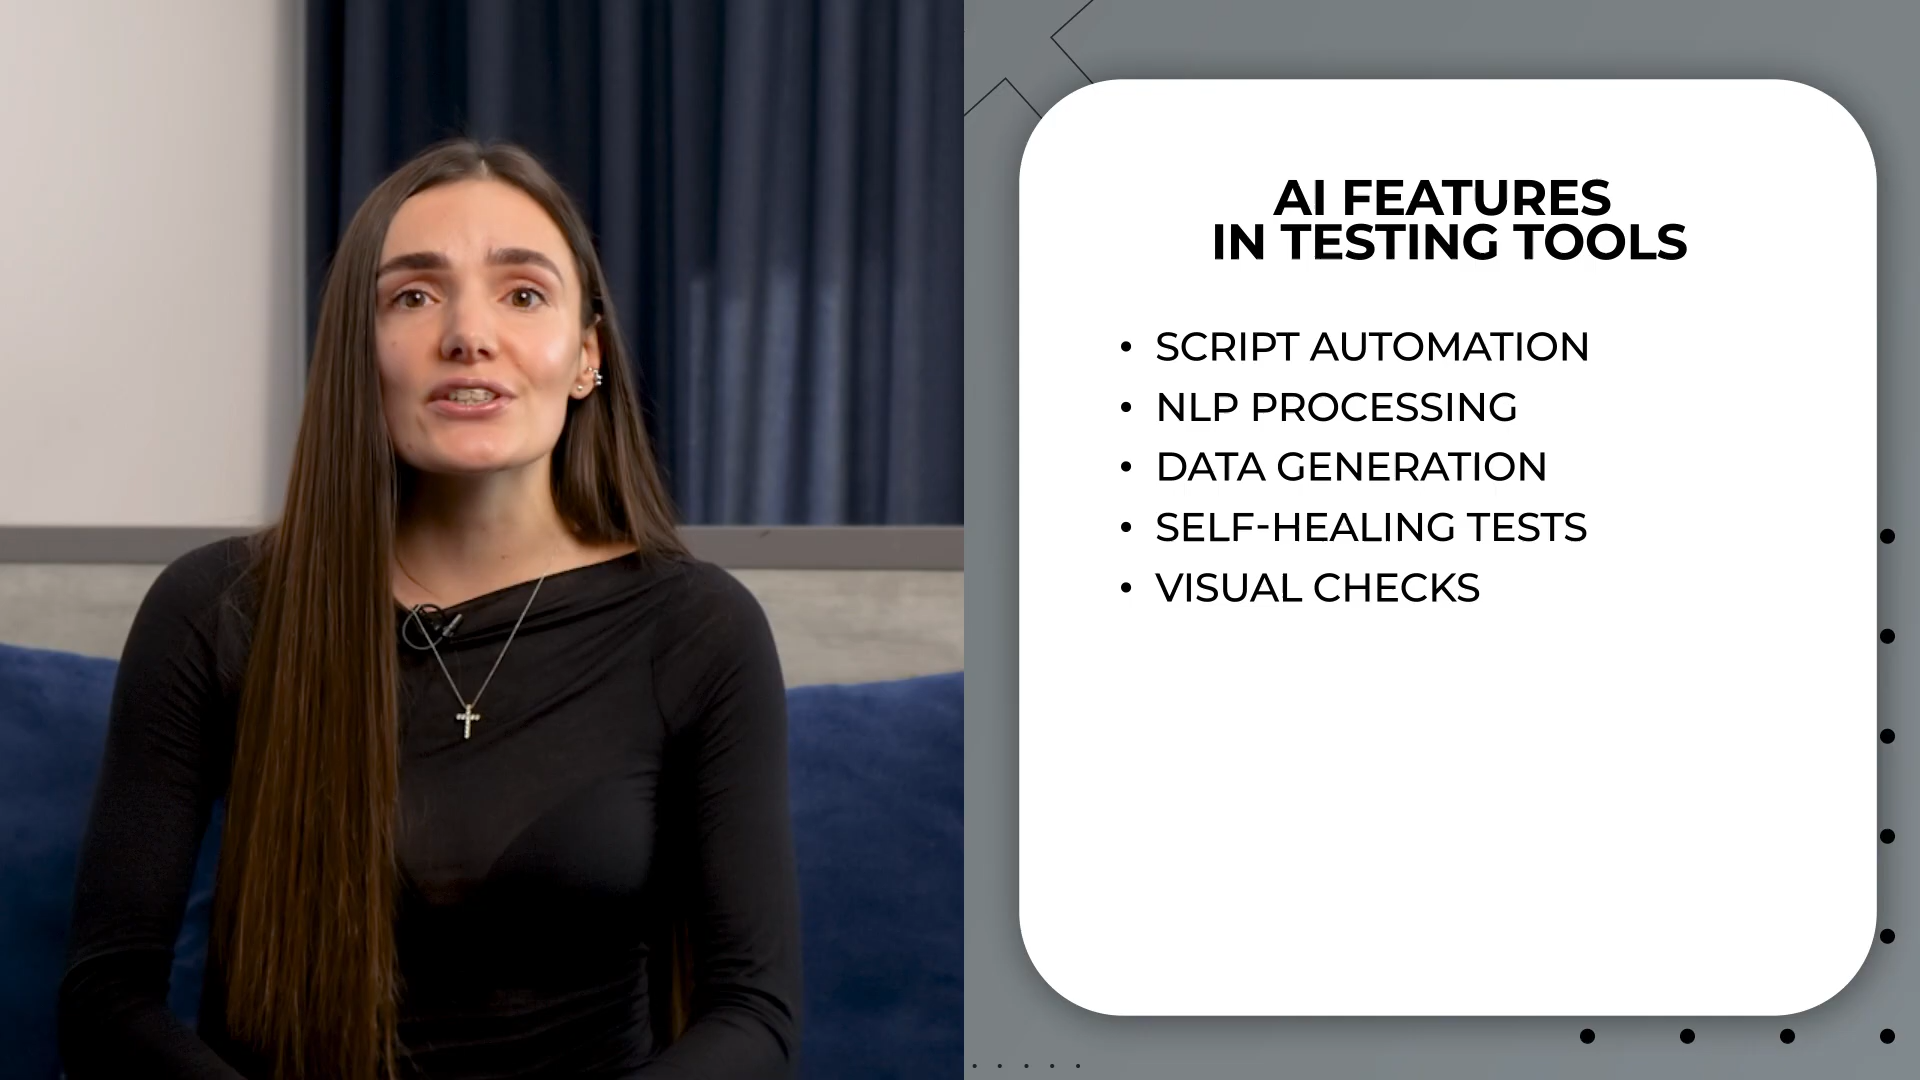 AI FEATURES
IN TESTING TOOLS
• SCRIPT AUTOMATION
• NLP PROCESSING
• DATA GENERATION
• SELF-HEALING TESTS
• VISUAL CHECKS